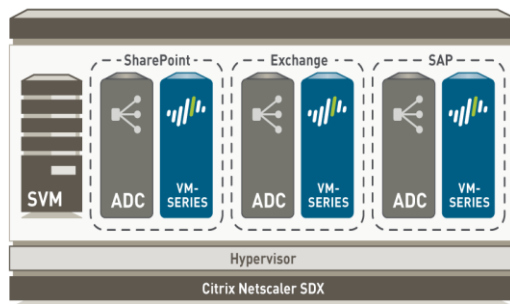 SharePoint
Exchange
SAP
SVM
ADC
VM-
SERIES
ADC
VM-
SERIES
ADC
VM-
SERIES
Hypervisor
Citrix Netscaler SDX